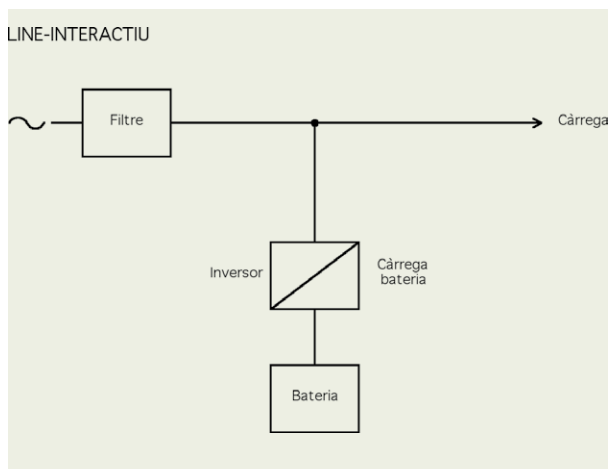 LINE-INTERACTIU
Filtre
Càrrega
Inversor
Càrrega
bateria
Bateria